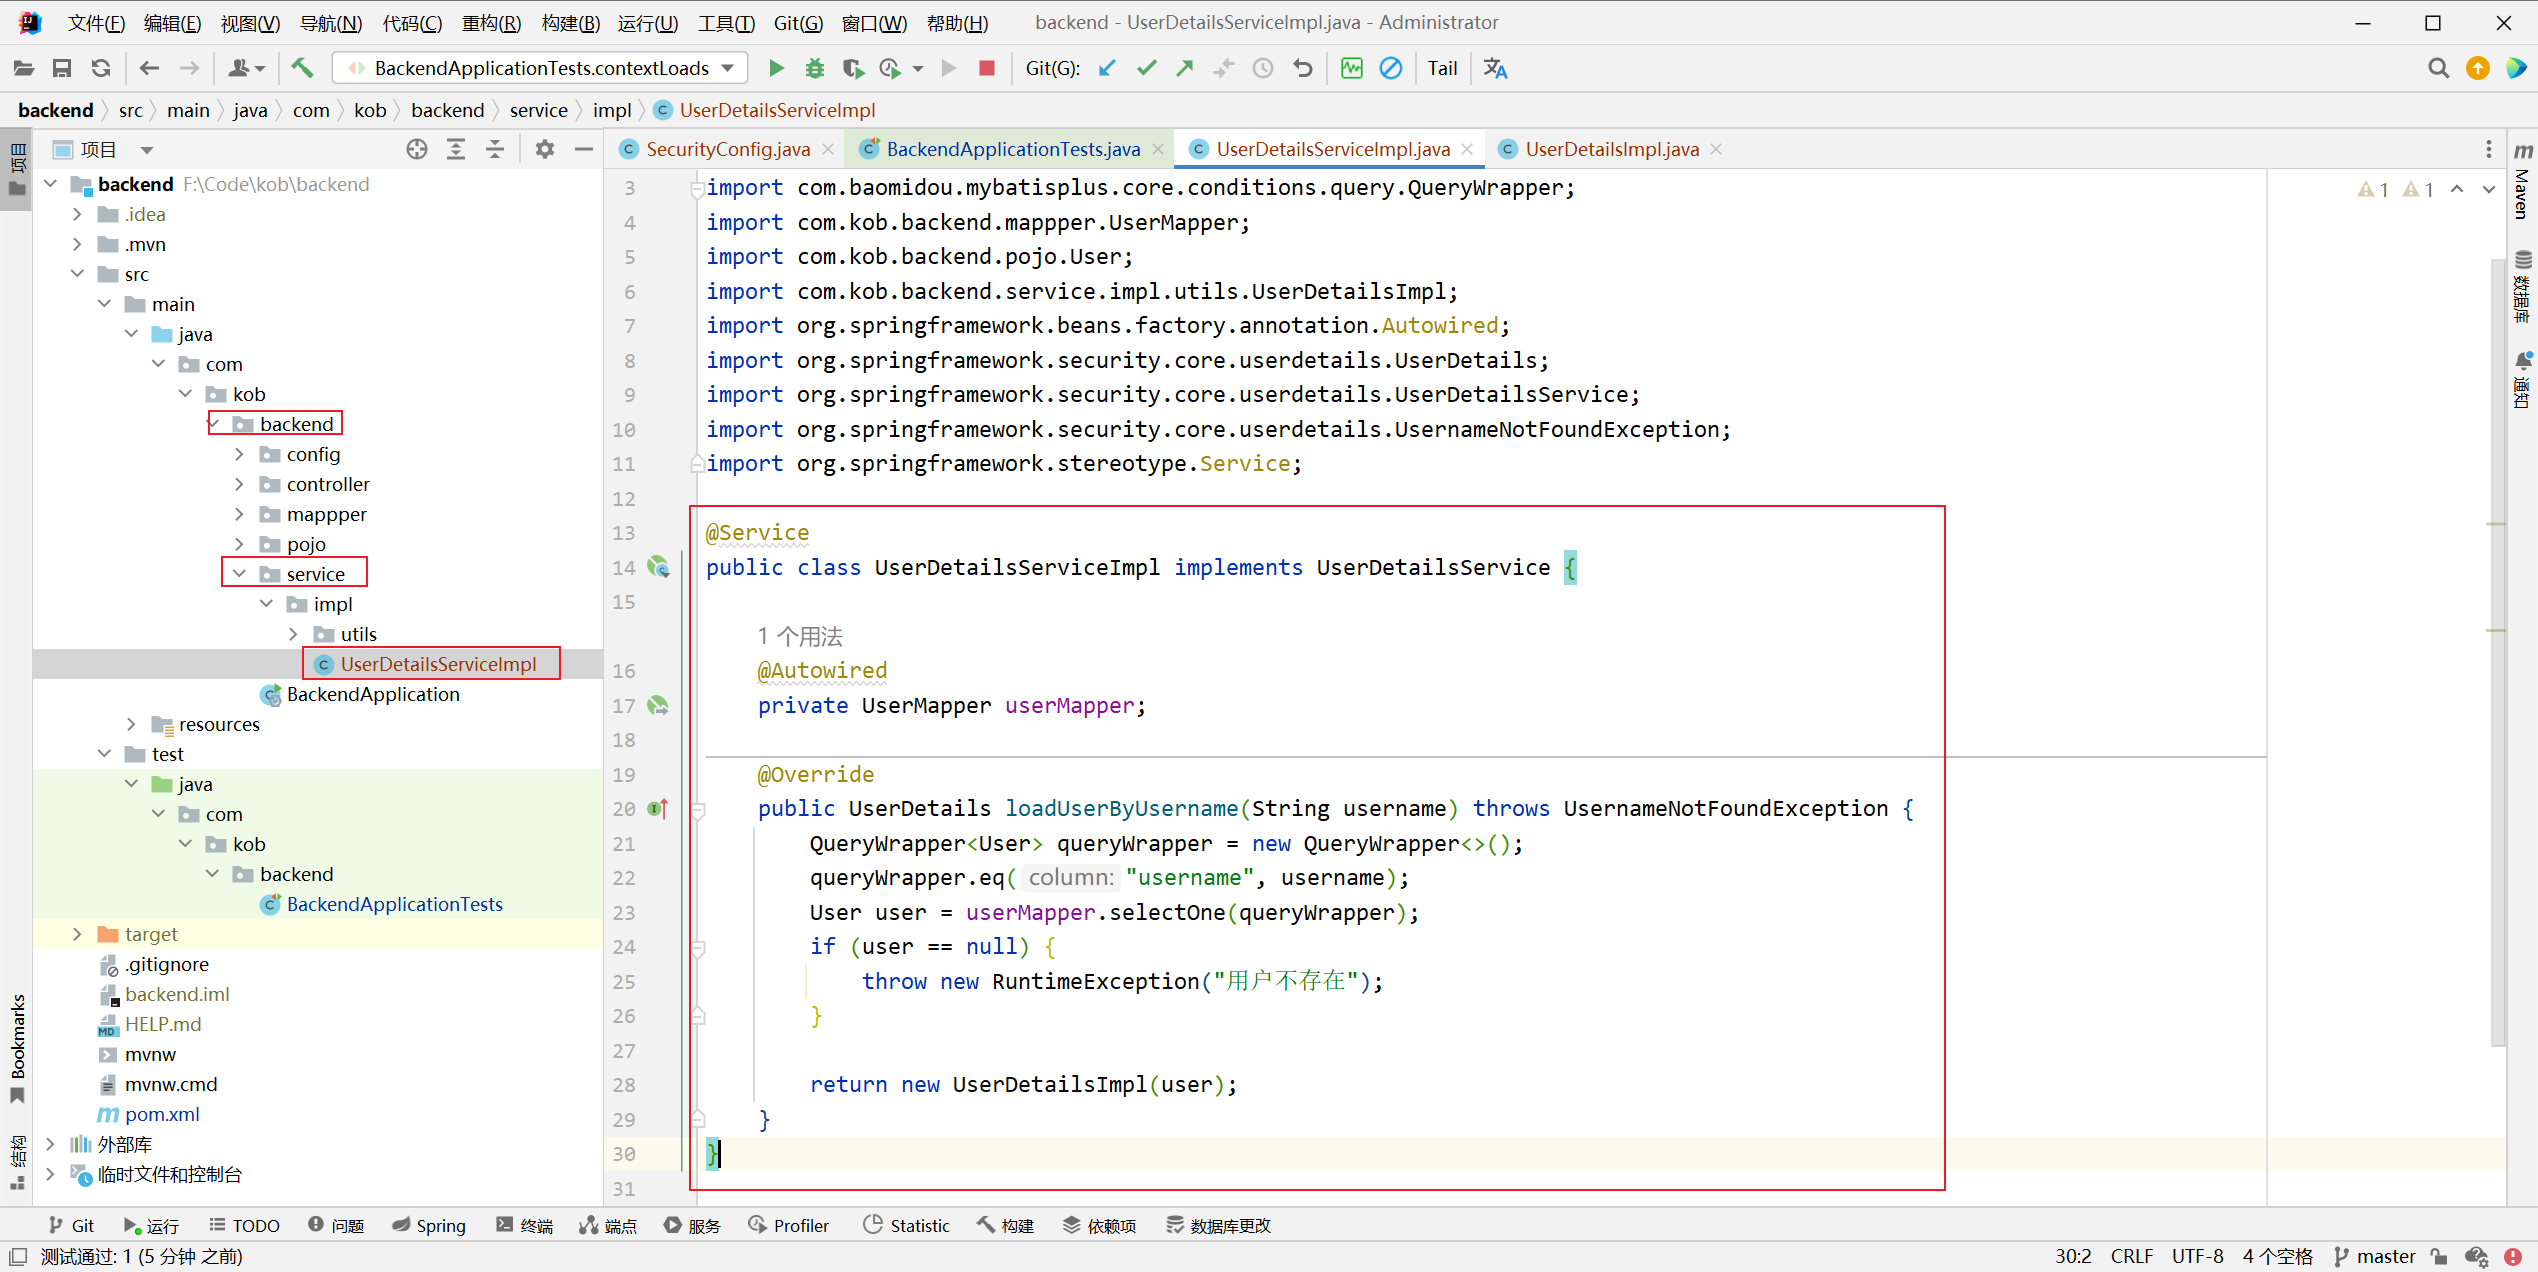 文件(F) 编辑(E) 视图(V) 导航(N) 代码(C) 重构(R) 构建(B) 运行(U) 工具(T) Git(G) 窗口(W) 帮助(H) backend - UserDetailsServiceImpl.java - Administrator
BackendApplicationTests.contextLoads Git(G): Tail
backend src main java com kob backend service impl UserDetailsServiceImpl
项目
项目
SecurityConfig.java BackendApplicationTests.java UserDetailsServiceImpl.java UserDetailsImpl.java
backend F:\Code\kob\backend
.idea
.mvn
src
main
java
com
kob
backend
config
controller
mappper
pojo
service
impl
utils
UserDetailsServiceImpl
BackendApplication
resources
test
java
com
kob
backend
BackendApplicationTests
target
.gitignore
backend.iml
HELP.md
mvnw
mvnw.cmd
pom.xml
外部库
临时文件和控制台
Bookmarks
结构
3 import com.baomidou.mybatisplus.core.conditions.query.QueryWrapper;
4 import com.kob.backend.mappper.UserMapper;
5 import com.kob.backend.pojo.User;
6 import com.kob.backend.service.impl.utils.UserDetailsImpl;
7 import org.springframework.beans.factory.annotation.Autowired;
8 import org.springframework.security.core.userdetails.UserDetails;
9 import org.springframework.security.core.userdetails.UserDetailsService;
10 import org.springframework.security.core.userdetails.UsernameNotFoundException;
11 import org.springframework.stereotype.Service;
12
13 @Service
14 public class UserDetailsServiceImpl implements UserDetailsService {
15
1 个用法
16 @Autowired
17 private UserMapper userMapper;
18
19 @Override
20 public UserDetails loadUserByUsername(String username) throws UsernameNotFoundException {
21 QueryWrapper<User> queryWrapper = new QueryWrapper<>();
22 queryWrapper.eq( column: "username", username);
23 User user = userMapper.selectOne(queryWrapper);
24 if (user == null) {
25 throw new RuntimeException("用户不存在");
26 }
27
28 return new UserDetailsImpl(user);
29 }
30 }
31
1 1
m
Maven
数据库
通知
Git 运行 TODO 问题 Spring 终端 端点 服务 Profiler Statistic 构建 依赖项 数据库更改
测试通过: 1 (5 分钟 之前) 30:2 CRLF UTF-8 4 个空格 master